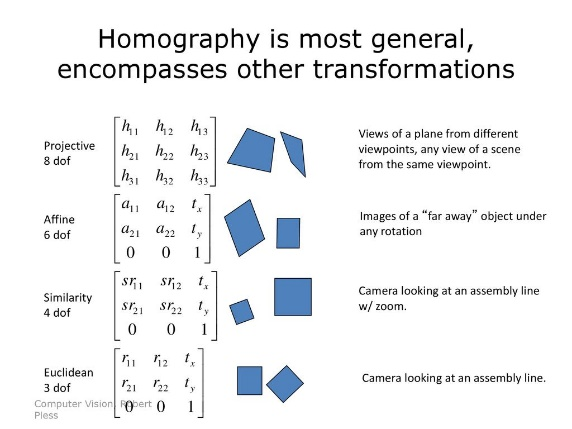 Homography is most general,
encompasses other transformations
Projective
8 dof
h₁₁ h₁₂ h₁₃
h₂₁ h₂₂ h₂₃
h₃₁ h₃₂ h₃₃
Views of a plane from different
viewpoints, any view of a scene
from the same viewpoint.
Affine
6 dof
a₁₁ a₁₂ tₓ
a₂₁ a₂₂ t_y
0 0 1
Images of a “far away” object under
any rotation
Similarity
4 dof
sr₁₁ sr₁₂ tₓ
sr₂₁ sr₂₂ t_y
0 0 1
Camera looking at an assembly line
w/ zoom.
Euclidean
3 dof
r₁₁ r₁₂ tₓ
r₂₁ r₂₂ t_y
0 0 1
Camera looking at an assembly line.
Computer Vision, Robert
Pless